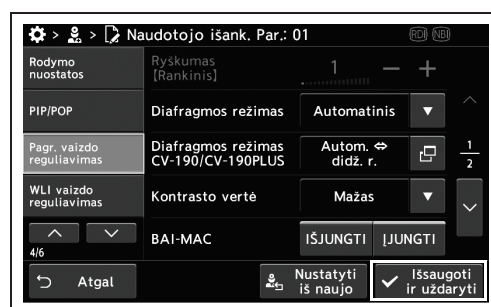 > > Naudotojo išank. Par.: 01 RDI NBI
Rodymo
nuostatos
Ryškumas
[Rankinis]
1 − +
PIP/POP
Diafragmos režimas
Automatinis ▼
Pagr. vaizdo
reguliavimas
Diafragmos režimas
CV-190/CV-190PLUS
Autom. ⇔
didž. r.
1
2
WLI vaizdo
reguliavimas
Kontrasto vertė
Mažas ▼
4/6
BAI-MAC
IŠJUNGTI ĮJUNGTI
Atgal
Nustatyti
iš naujo
Išsaugoti
ir uždaryti